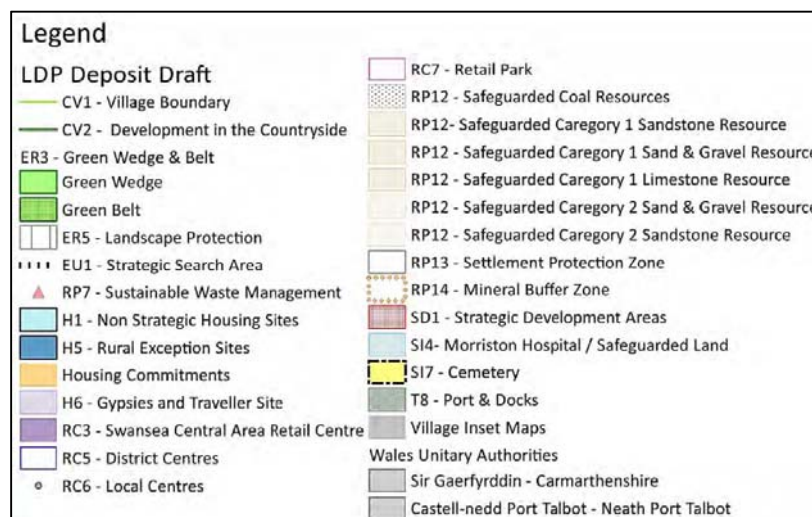 Legend
LDP Deposit Draft
CV1 - Village Boundary
CV2 - Development in the Countryside
ER3 - Green Wedge & Belt
Green Wedge
Green Belt
ER5 - Landscape Protection
EU1 - Strategic Search Area
RP7 - Sustainable Waste Management
H1 - Non Strategic Housing Sites
H5 - Rural Exception Sites
Housing Commitments
H6 - Gypsies and Traveller Site
RC3 - Swansea Central Area Retail Centre
RC5 - District Centres
RC6 - Local Centres
RC7 - Retail Park
RP12 - Safeguarded Coal Resources
RP12- Safeguarded Caregory 1 Sandstone Resource
RP12 - Safeguarded Caregory 1 Sand & Gravel Resource
RP12 - Safeguarded Caregory 1 Limestone Resource
RP12 - Safeguarded Caregory 2 Sand & Gravel Resource
RP12 - Safeguarded Caregory 2 Sandstone Resource
RP13 - Settlement Protection Zone
RP14 - Mineral Buffer Zone
SD1 - Strategic Development Areas
SI4- Morriston Hospital / Safeguarded Land
SI7 - Cemetery
T8 - Port & Docks
Village Inset Maps
Wales Unitary Authorities
Sir Gaerfyrddin - Carmarthenshire
Castell-nedd Port Talbot - Neath Port Talbot